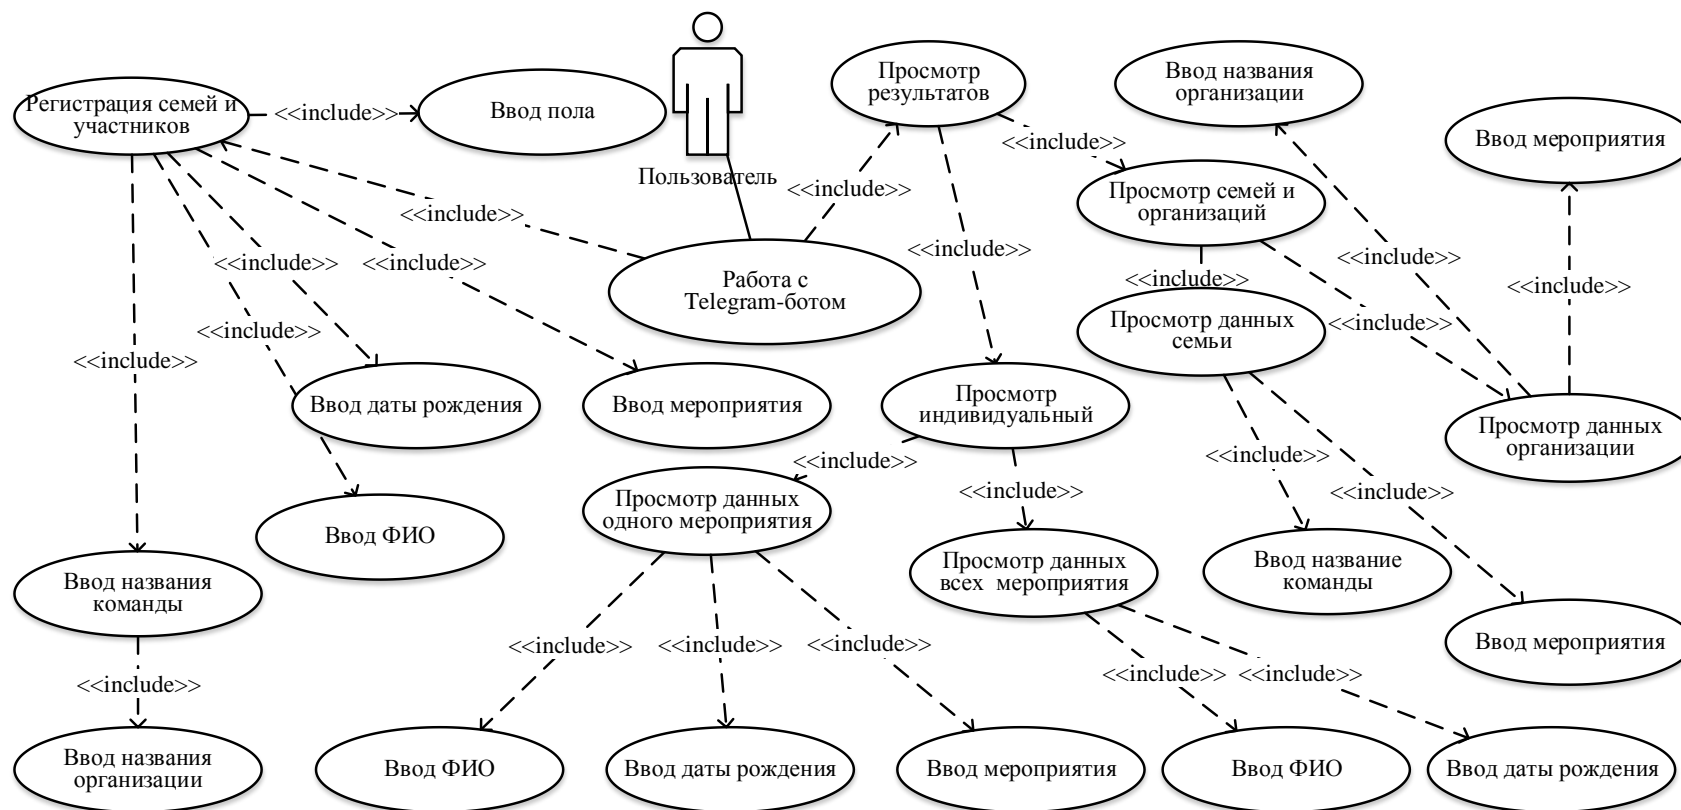 Просмотр
результатов
Ввод названия
организации
Регистрация семей и
участников
<<include>>
Ввод пола
<<include>>
Ввод мероприятия
Пользователь
<<include>>
Просмотр семей и
организаций
<<include>>
<<include>>
<<include>>
<<include>>
<<include>>
<<include>>
Работа с
Telegram-ботом
<<include>>
<<include>>
<<include>>
Просмотр данных
семьи
<<include>>
<<include>>
Ввод даты рождения
Ввод мероприятия
Просмотр
индивидуальный
Просмотр данных
организации
<<include>>
<<include>>
Просмотр данных
одного мероприятия
<<include>>
<<include>>
Ввод ФИО
Ввод названия
команды
Просмотр данных
всех  мероприятия
Ввод название
команды
<<include>>
<<include>>
<<include>>
Ввод мероприятия
<<include>>
<<include>>
<<include>>
Ввод названия
организации
Ввод ФИО
Ввод даты рождения
Ввод мероприятия
Ввод ФИО
Ввод даты рождения